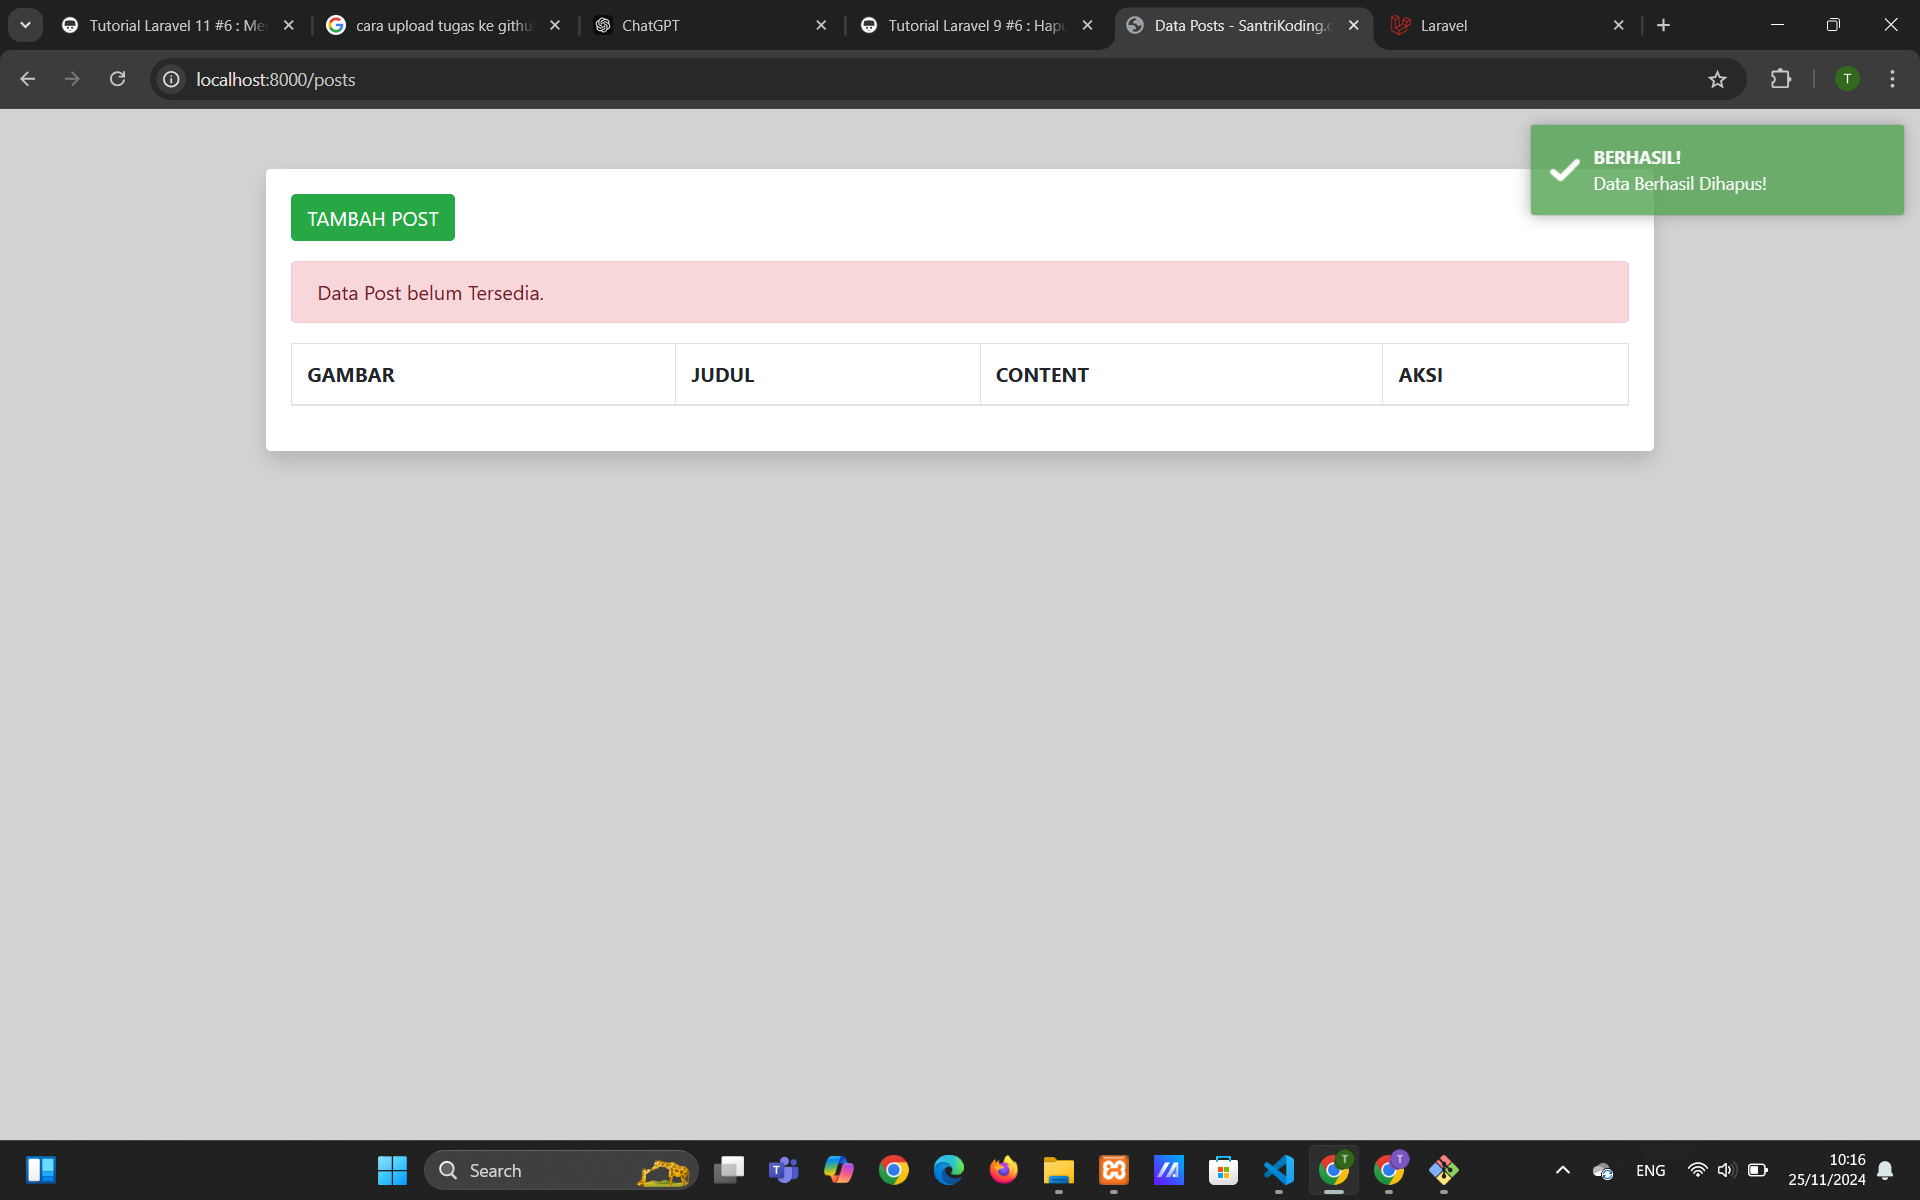 Tutorial Laravel 11 #6 : Me
cara upload tugas ke githu
ChatGPT
Tutorial Laravel 9 #6 : Hap
Data Posts - SantriKoding.c
Laravel
localhost:8000/posts
T
BERHASIL!
Data Berhasil Dihapus!
TAMBAH POST
Data Post belum Tersedia.
GAMBAR JUDUL CONTENT AKSI
Search
ENG
10:16
25/11/2024